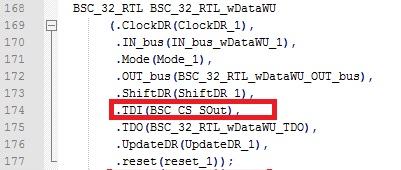 168 BSC_32_RTL BSC_32_RTL_wDataWU
169 (.ClockDR(ClockDR_1),
170 .IN_bus(IN_bus_wDataWU_1),
171 .Mode(Mode_1),
172 .OUT_bus(BSC_32_RTL_wDataWU_OUT_bus),
173 .ShiftDR(ShiftDR_1),
174 .TDI(BSC_CS_SOut),
175 .TDO(BSC_32_RTL_wDataWU_TDO),
176 .UpdateDR(UpdateDR_1),
177 .reset(reset_1));